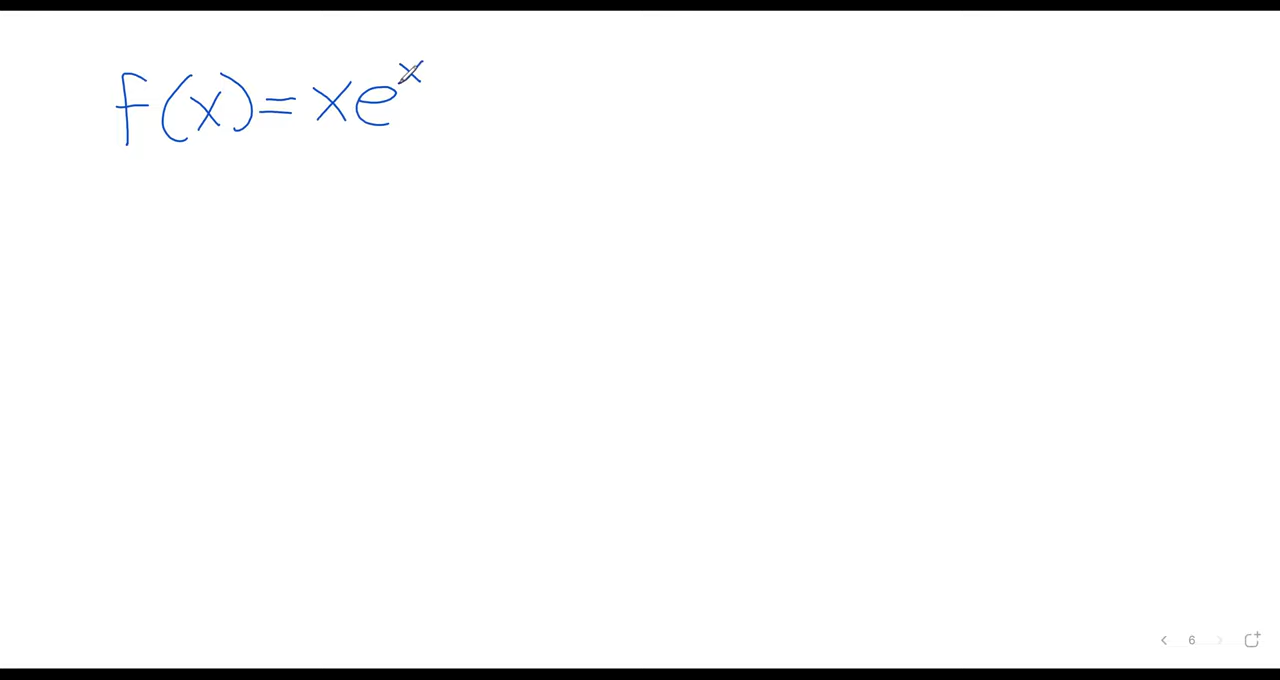 f(x) = xe^x
6